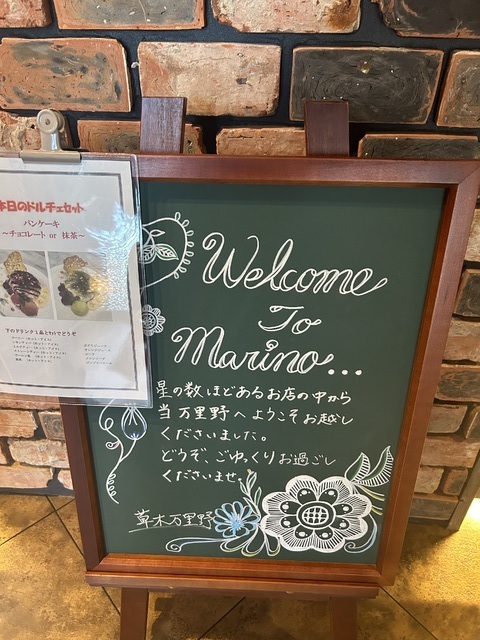 本日のドルチェセット
パンケーキ
～チョコレート or 抹茶～
Welcome
To
Marino...
星の数ほどあるお店の中から
当 万里野へようこそお越し
くださいました。
どうぞ、ごゆっくりお過ごし
くださいませ。
草木万里野